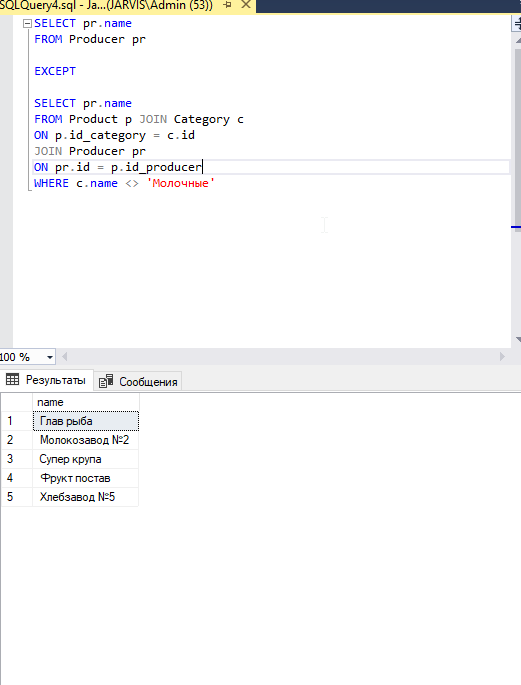 SQLQuery4.sql - Ja...(JARVIS\Admin (53))
SELECT pr.name
FROM Producer pr
EXCEPT
SELECT pr.name
FROM Product p JOIN Category c
ON p.id_category = c.id
JOIN Producer pr
ON pr.id = p.id_producer
WHERE c.name <> 'Молочные'
100 %
Результаты Сообщения
name
1 Глав рыба
2 Молокозавод №2
3 Супер крупа
4 Фрукт постав
5 Хлебзавод №5